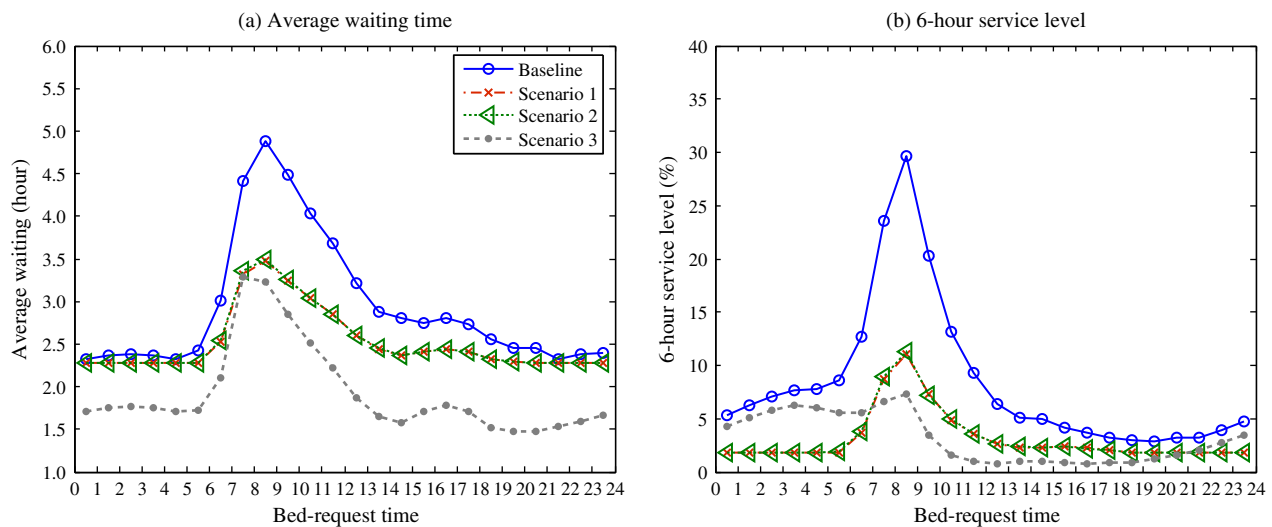 (a) Average waiting time
6.0
5.5
5.0
4.5
4.0
3.5
3.0
2.5
2.0
1.5
1.0
Average waiting (hour)
Baseline
Scenario 1
Scenario 2
Scenario 3
0 1 2 3 4 5 6 7 8 9 10 11 12 13 14 15 16 17 18 19 20 21 22 23 24
Bed-request time
(b) 6-hour service level
40
35
30
25
20
15
10
5
0
6-hour service level (%)
0 1 2 3 4 5 6 7 8 9 10 11 12 13 14 15 16 17 18 19 20 21 22 23 24
Bed-request time